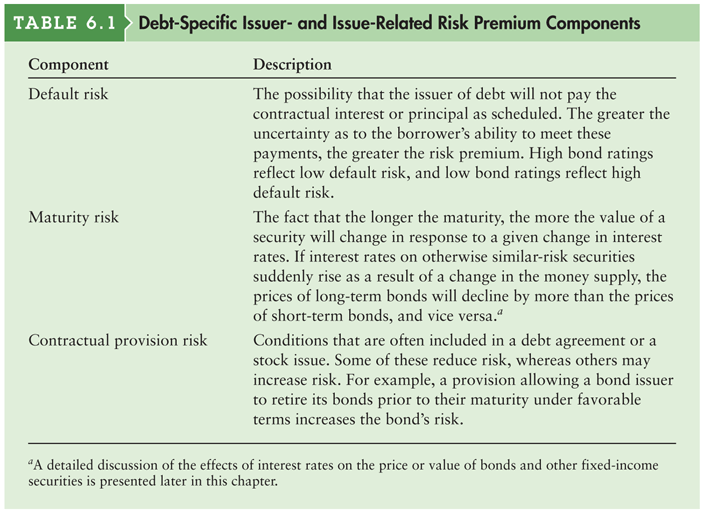 TABLE 6.1 Debt-Specific Issuer- and Issue-Related Risk Premium Components
Component Description
Default risk The possibility that the issuer of debt will not pay the
contractual interest or principal as scheduled. The greater the
uncertainty as to the borrower's ability to meet these
payments, the greater the risk premium. High bond ratings
reflect low default risk, and low bond ratings reflect high
default risk.
Maturity risk The fact that the longer the maturity, the more the value of a
security will change in response to a given change in interest
rates. If interest rates on otherwise similar-risk securities
suddenly rise as a result of a change in the money supply, the
prices of long-term bonds will decline by more than the prices
of short-term bonds, and vice versa.a
Contractual provision risk Conditions that are often included in a debt agreement or a
stock issue. Some of these reduce risk, whereas others may
increase risk. For example, a provision allowing a bond issuer
to retire its bonds prior to their maturity under favorable
terms increases the bond's risk.
aA detailed discussion of the effects of interest rates on the price or value of bonds and other fixed-income
securities is presented later in this chapter.